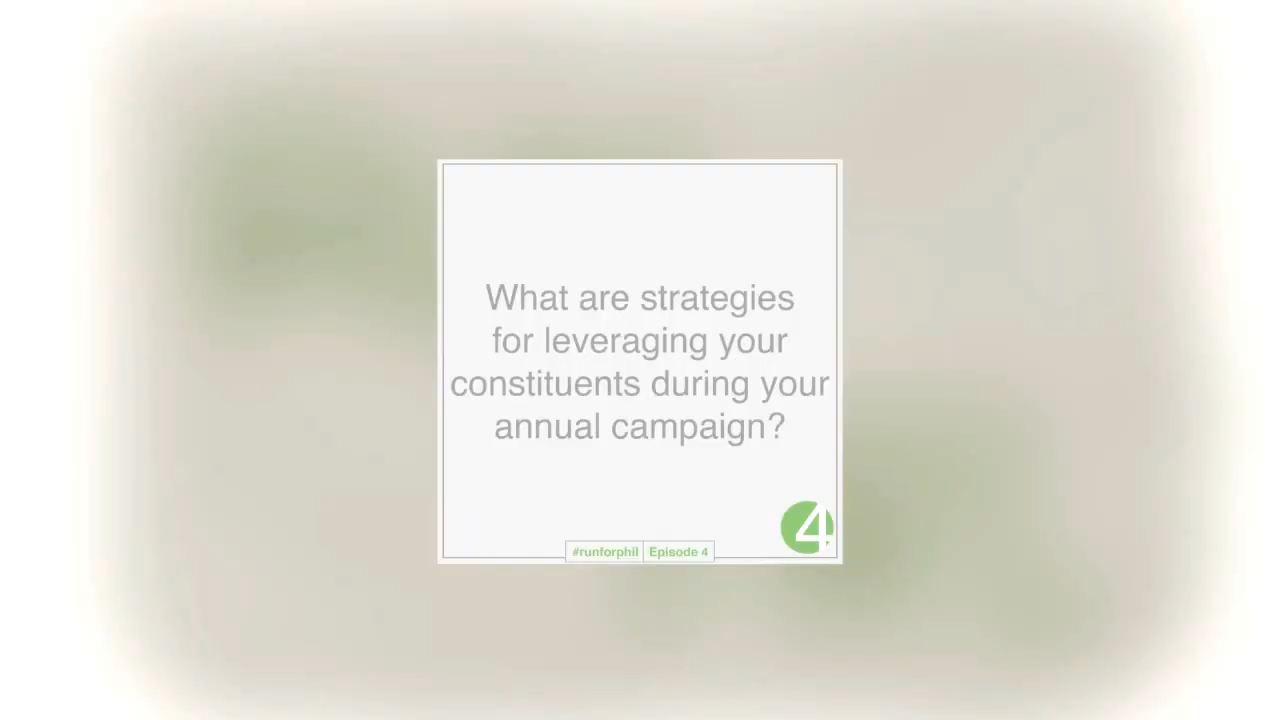 What are strategies
for leveraging your
constituents during your
annual campaign?
4
#runforphil Episode 4